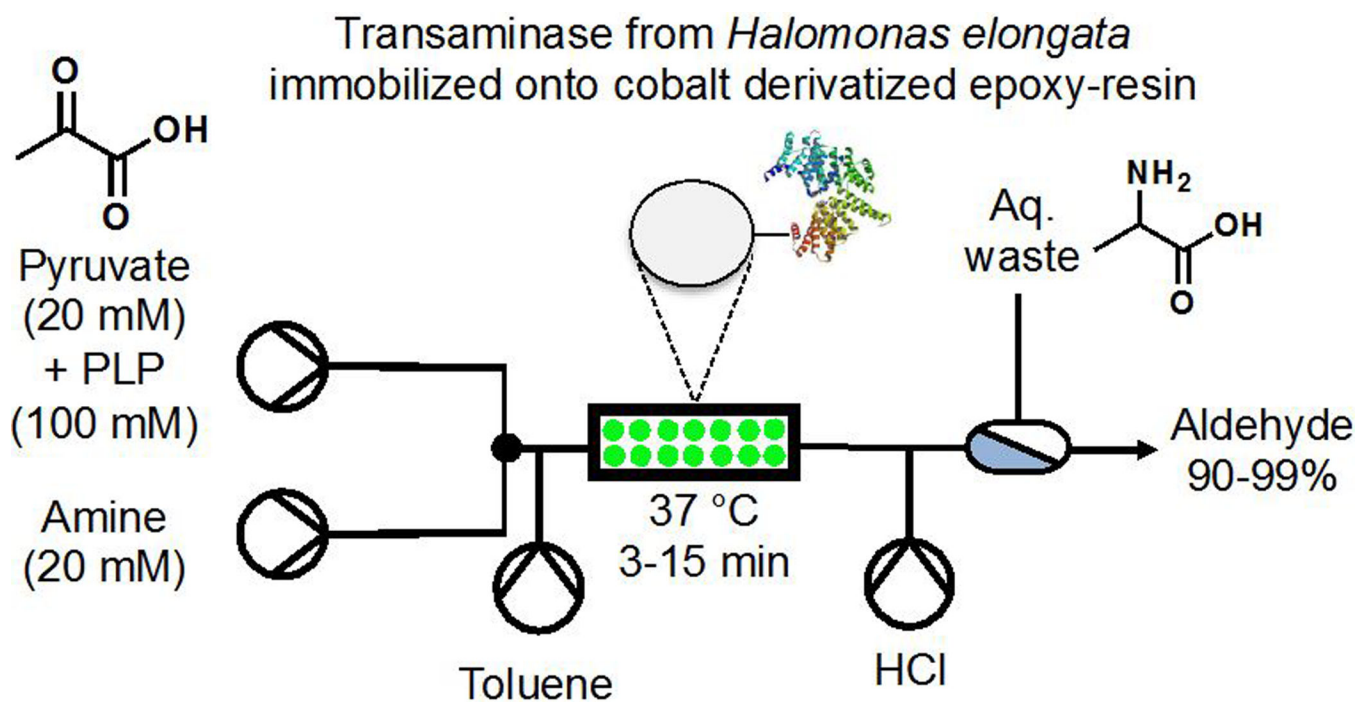 Transaminase from Halomonas elongata
immobilized onto cobalt derivatized epoxy-resin
O
OH
O
Pyruvate
(20 mM)
+ PLP
(100 mM)
Amine
(20 mM)
Toluene
37 °C
3-15 min
HCl
Aq.
waste
NH2
OH
O
Aldehyde
90-99%